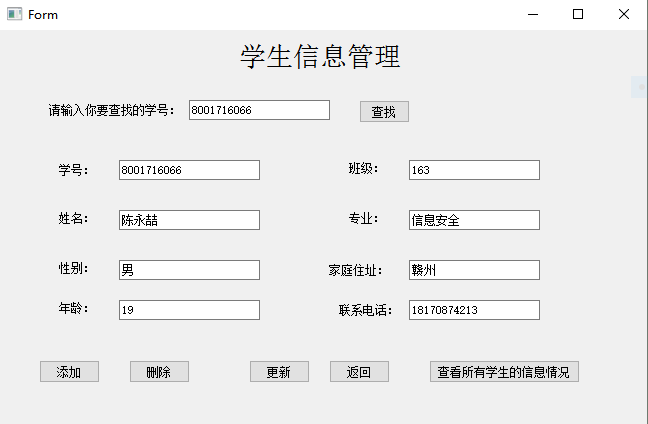 Form
学生信息管理
请输入你要查找的学号： 8001716066 查找
学号： 8001716066 班级： 163
姓名： 陈永喆 专业： 信息安全
性别： 男 家庭住址： 赣州
年龄： 19 联系电话： 18170874213
添加 删除 更新 返回 查看所有学生的信息情况